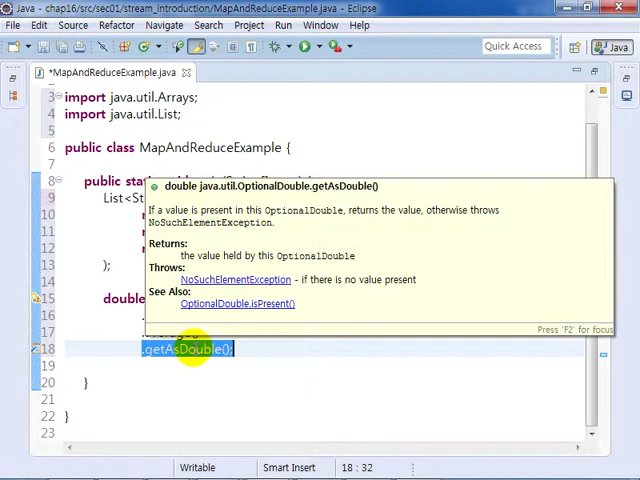 Java - chap16/src/sec01/stream_introduction/MapAndReduceExample.java - Eclipse
File Edit Source Refactor Navigate Search Project Run Window Help
Quick Access
Java
*MapAndReduceExample.java
3 import java.util.Arrays;
4 import java.util.List;
5
6 public class MapAndReduceExample {
7
8 public
9 List<St
10
11
12
13 );
14
15 double
16
17
18 .getAsDouble();
19
20 }
21
22 }
23
double java.util.OptionalDouble.getAsDouble()
If a value is present in this OptionalDouble, returns the value, otherwise throws
NoSuchElementException.
Returns:
the value held by this OptionalDouble
Throws:
NoSuchElementException - if there is no value present
See Also:
OptionalDouble.isPresent()
Press 'F2' for focus
Writable Smart Insert 18 : 32